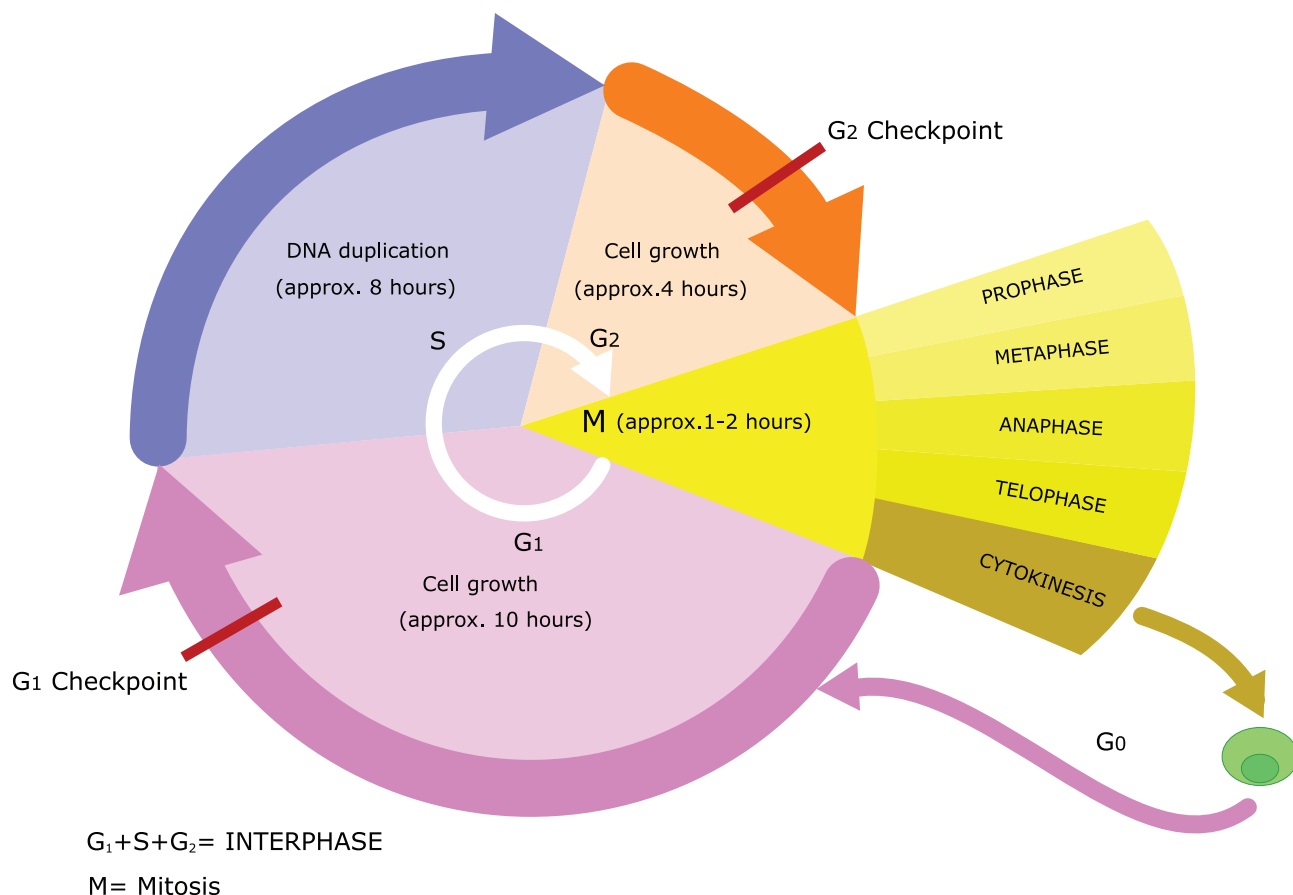 G2 Checkpoint
DNA duplication
(approx. 8 hours)
Cell growth
(approx.4 hours)
S
G2
PROPHASE
METAPHASE
M (approx.1-2 hours)
ANAPHASE
TELOPHASE
CYTOKINESIS
G1
Cell growth
(approx. 10 hours)
G1 Checkpoint
G0
G₁+S+G₂= INTERPHASE
M= Mitosis